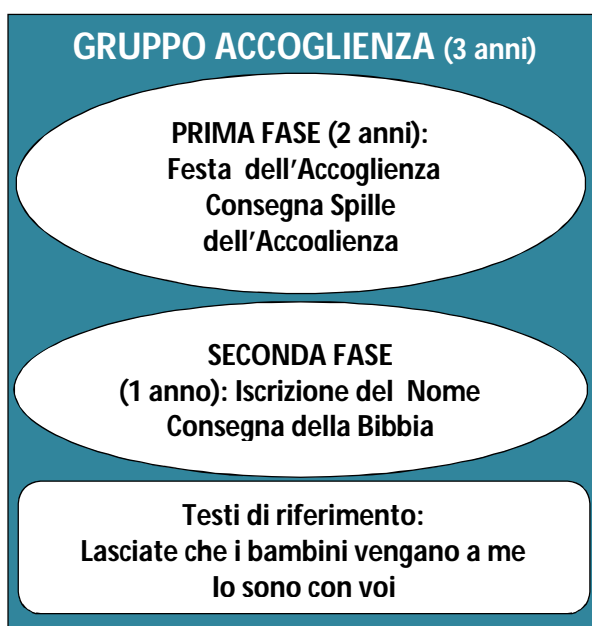 GRUPPO ACCOGLIENZA (3 anni)
PRIMA FASE (2 anni):
Festa dell'Accoglienza
Consegna Spille
dell'Accoglienza
SECONDA FASE
(1 anno): Iscrizione del Nome
Consegna della Bibbia
Testi di riferimento:
Lasciate che i bambini vengano a me
Io sono con voi